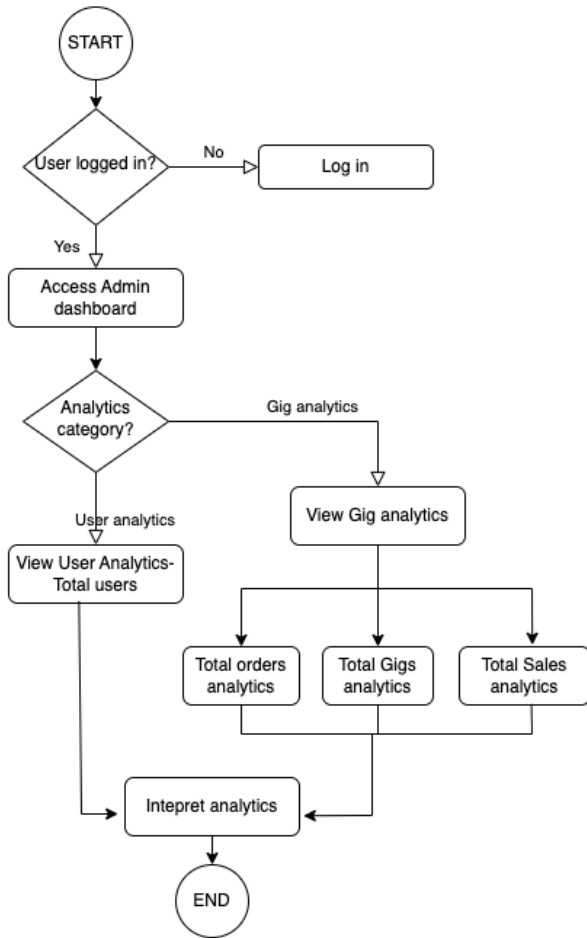 START
User logged in?
No
Log in
Yes
Access Admin
dashboard
Analytics
category?
Gig analytics
User analytics
View Gig analytics
View User Analytics-
Total users
Total orders
analytics
Total Gigs
analytics
Total Sales
analytics
Intepret analytics
END